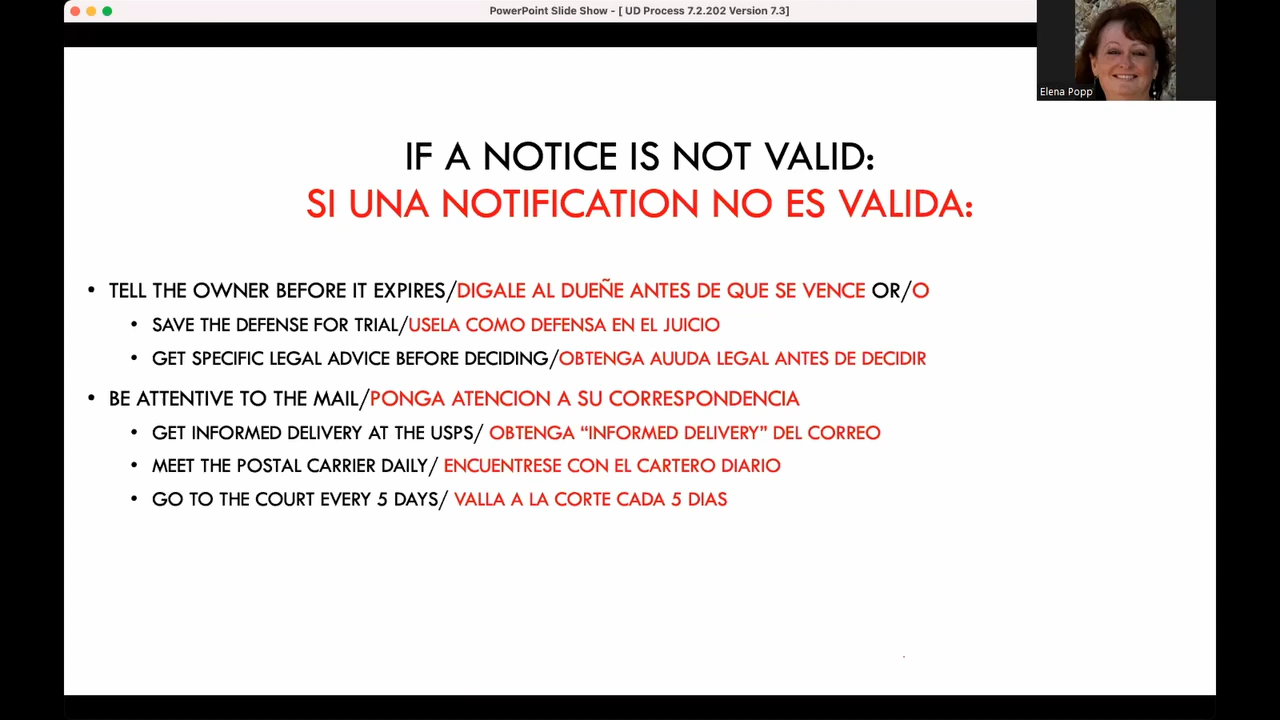 PowerPoint Slide Show - [ UD Process 7.2.202 Version 7.3]
Elena Popp
IF A NOTICE IS NOT VALID:
SI UNA NOTIFICATION NO ES VALIDA:
• TELL THE OWNER BEFORE IT EXPIRES/DIGALE AL DUEÑE ANTES DE QUE SE VENCE OR/O
• SAVE THE DEFENSE FOR TRIAL/USELA COMO DEFENSA EN EL JUICIO
• GET SPECIFIC LEGAL ADVICE BEFORE DECIDING/OBTENGA AUUDA LEGAL ANTES DE DECIDIR
• BE ATTENTIVE TO THE MAIL/PONGA ATENCION A SU CORRESPONDENCIA
• GET INFORMED DELIVERY AT THE USPS/ OBTENGA “INFORMED DELIVERY” DEL CORREO
• MEET THE POSTAL CARRIER DAILY/ ENCUENTRESE CON EL CARTERO DIARIO
• GO TO THE COURT EVERY 5 DAYS/ VALLA A LA CORTE CADA 5 DIAS